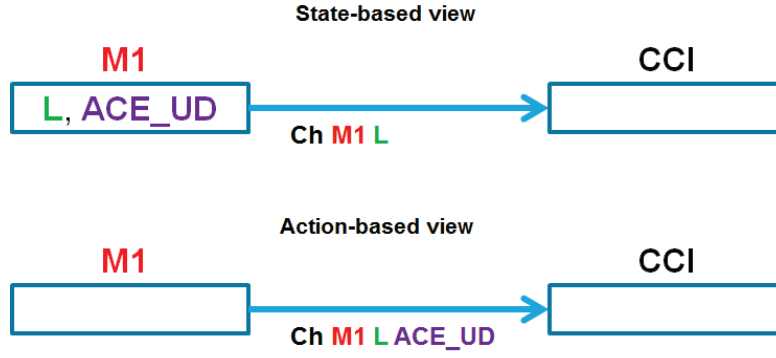 State-based view
M1 CCI
L, ACE_UD
Ch M1 L
Action-based view
M1 CCI
Ch M1 L ACE_UD